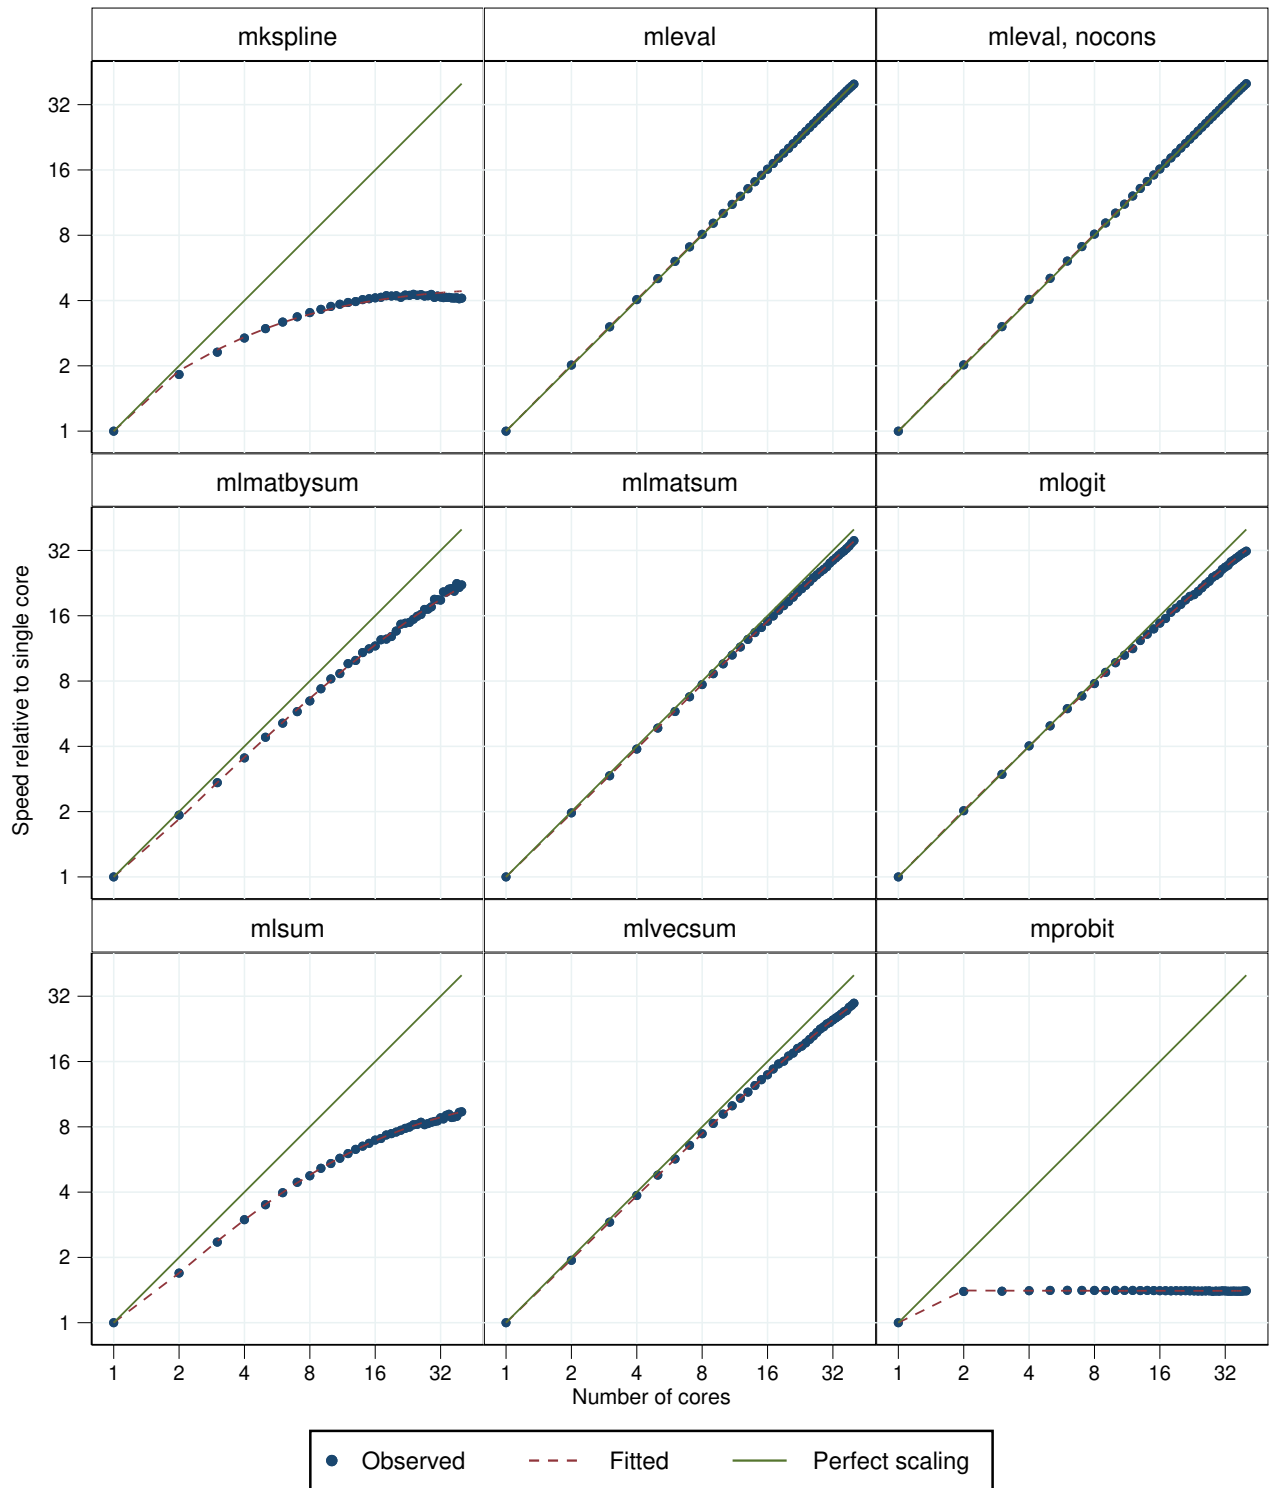 mkspline
mleval
mleval, nocons
32
16
8
4
2
1
mlmatbysum
mlmatsum
mlogit
32
16
8
4
2
1
mlsum
mlvecsum
mprobit
32
16
8
4
2
1
Speed relative to single core
1 2 4 8 16 32
1 2 4 8 16 32
1 2 4 8 16 32
Number of cores
Observed
Fitted
Perfect scaling